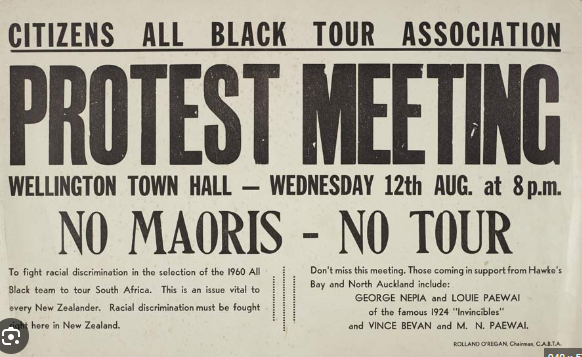 CITIZENS ALL BLACK TOUR ASSOCIATION
PROTEST MEETING
WELLINGTON TOWN HALL — WEDNESDAY 12th AUG. at 8 p.m.
NO MAORIS - NO TOUR
To fight racial discrimination in the selection of the 1960 All
Black team to tour South Africa. This is an issue vital to
every New Zealander. Racial discrimination must be fought
right here in New Zealand.
Don't miss this meeting. Those coming in support from Hawke's
Bay and North Auckland include:
GEORGE NEPIA and LOUIE PAEWAI
of the famous 1924 "Invincibles"
and VINCE BEVAN and M. N. PAEWAI.
ROLLAND O'REGAN, Chairman, C.A.B.T.A.